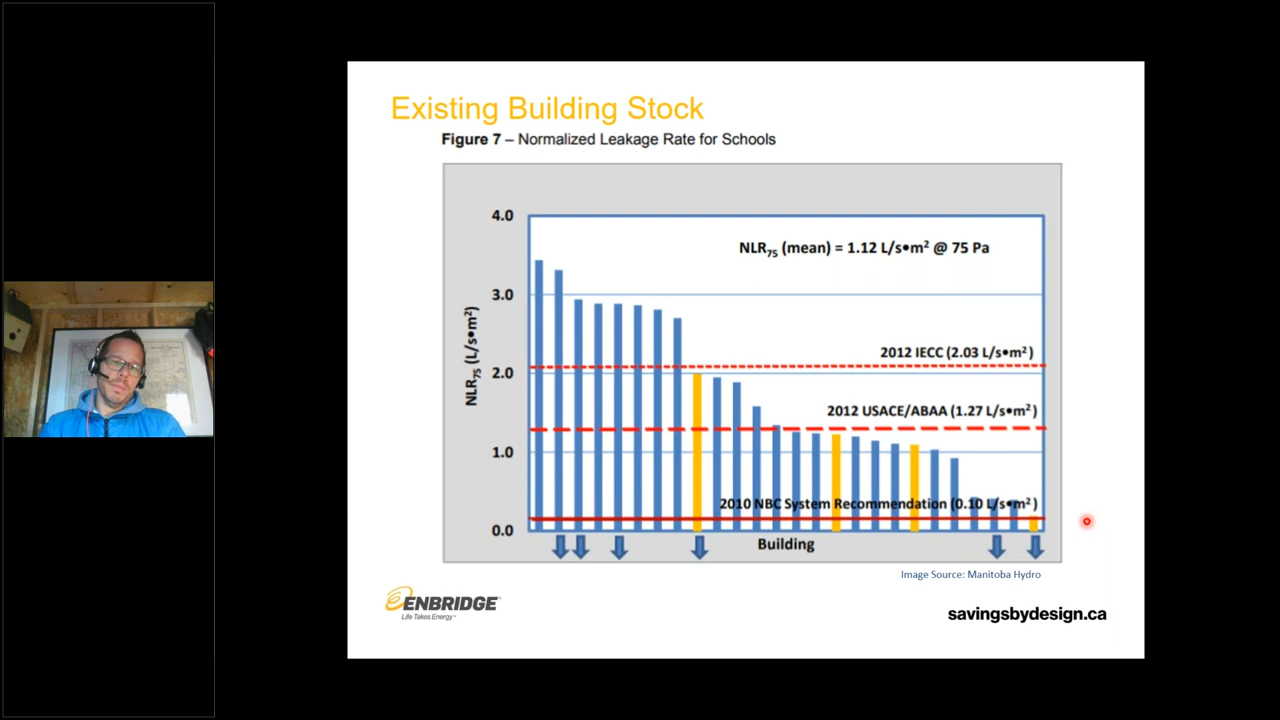 Existing Building Stock
Figure 7 – Normalized Leakage Rate for Schools
4.0
NLR75 (mean) = 1.12 L/s•m² @ 75 Pa
3.0
2012 IECC (2.03 L/s•m²)
NLR75 (L/s•m²)
2.0
2012 USACE/ABAA (1.27 L/s•m²)
1.0
2010 NBC System Recommendation (0.10 L/s•m²)
0.0
Building
Image Source: Manitoba Hydro
ENBRIDGE
Life Takes Energy™
savingsbydesign.ca